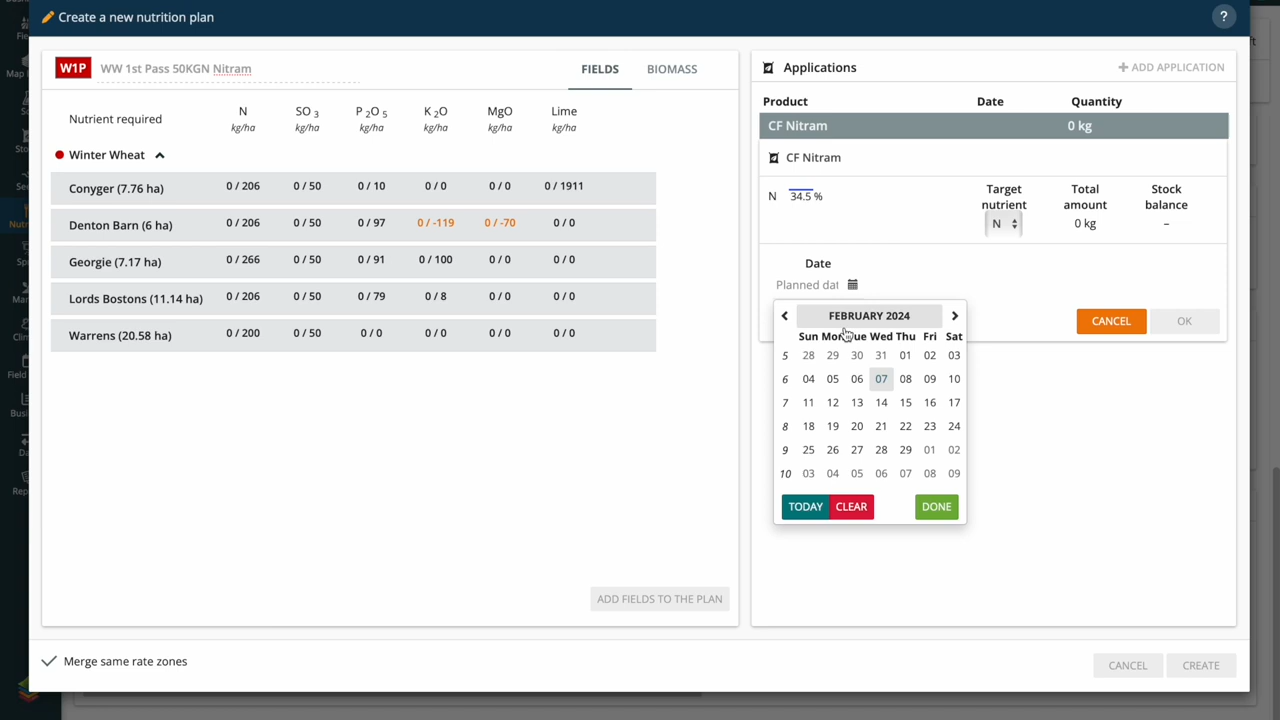 Create a new nutrition plan
?
W1P WW 1st Pass 50KGN Nitram
FIELDS BIOMASS
Nutrient required
N SO 3 P 2O 5 K 2O MgO Lime
kg/ha kg/ha kg/ha kg/ha kg/ha kg/ha
Winter Wheat
Conyger (7.76 ha) 0 / 206 0 / 50 0 / 10 0 / 0 0 / 0 0 / 1911
Denton Barn (6 ha) 0 / 206 0 / 50 0 / 97 0 / -119 0 / -70 0 / 0
Georgie (7.17 ha) 0 / 266 0 / 50 0 / 91 0 / 100 0 / 0 0 / 0
Lords Bostons (11.14 ha) 0 / 206 0 / 50 0 / 79 0 / 8 0 / 0 0 / 0
Warrens (20.58 ha) 0 / 200 0 / 50 0 / 0 0 / 0 0 / 0 0 / 0
ADD FIELDS TO THE PLAN
Applications + ADD APPLICATION
Product Date Quantity
CF Nitram 0 kg
CF Nitram
N 34.5 %
Target nutrient
N
Total amount
0 kg
Stock balance
–
Date
Planned dat
FEBRUARY 2024
Sun Mon Tue Wed Thu Fri Sat
5 28 29 30 31 01 02 03
6 04 05 06 07 08 09 10
7 11 12 13 14 15 16 17
8 18 19 20 21 22 23 24
9 25 26 27 28 29 01 02
10 03 04 05 06 07 08 09
TODAY CLEAR DONE
CANCEL OK
Merge same rate zones
CANCEL CREATE